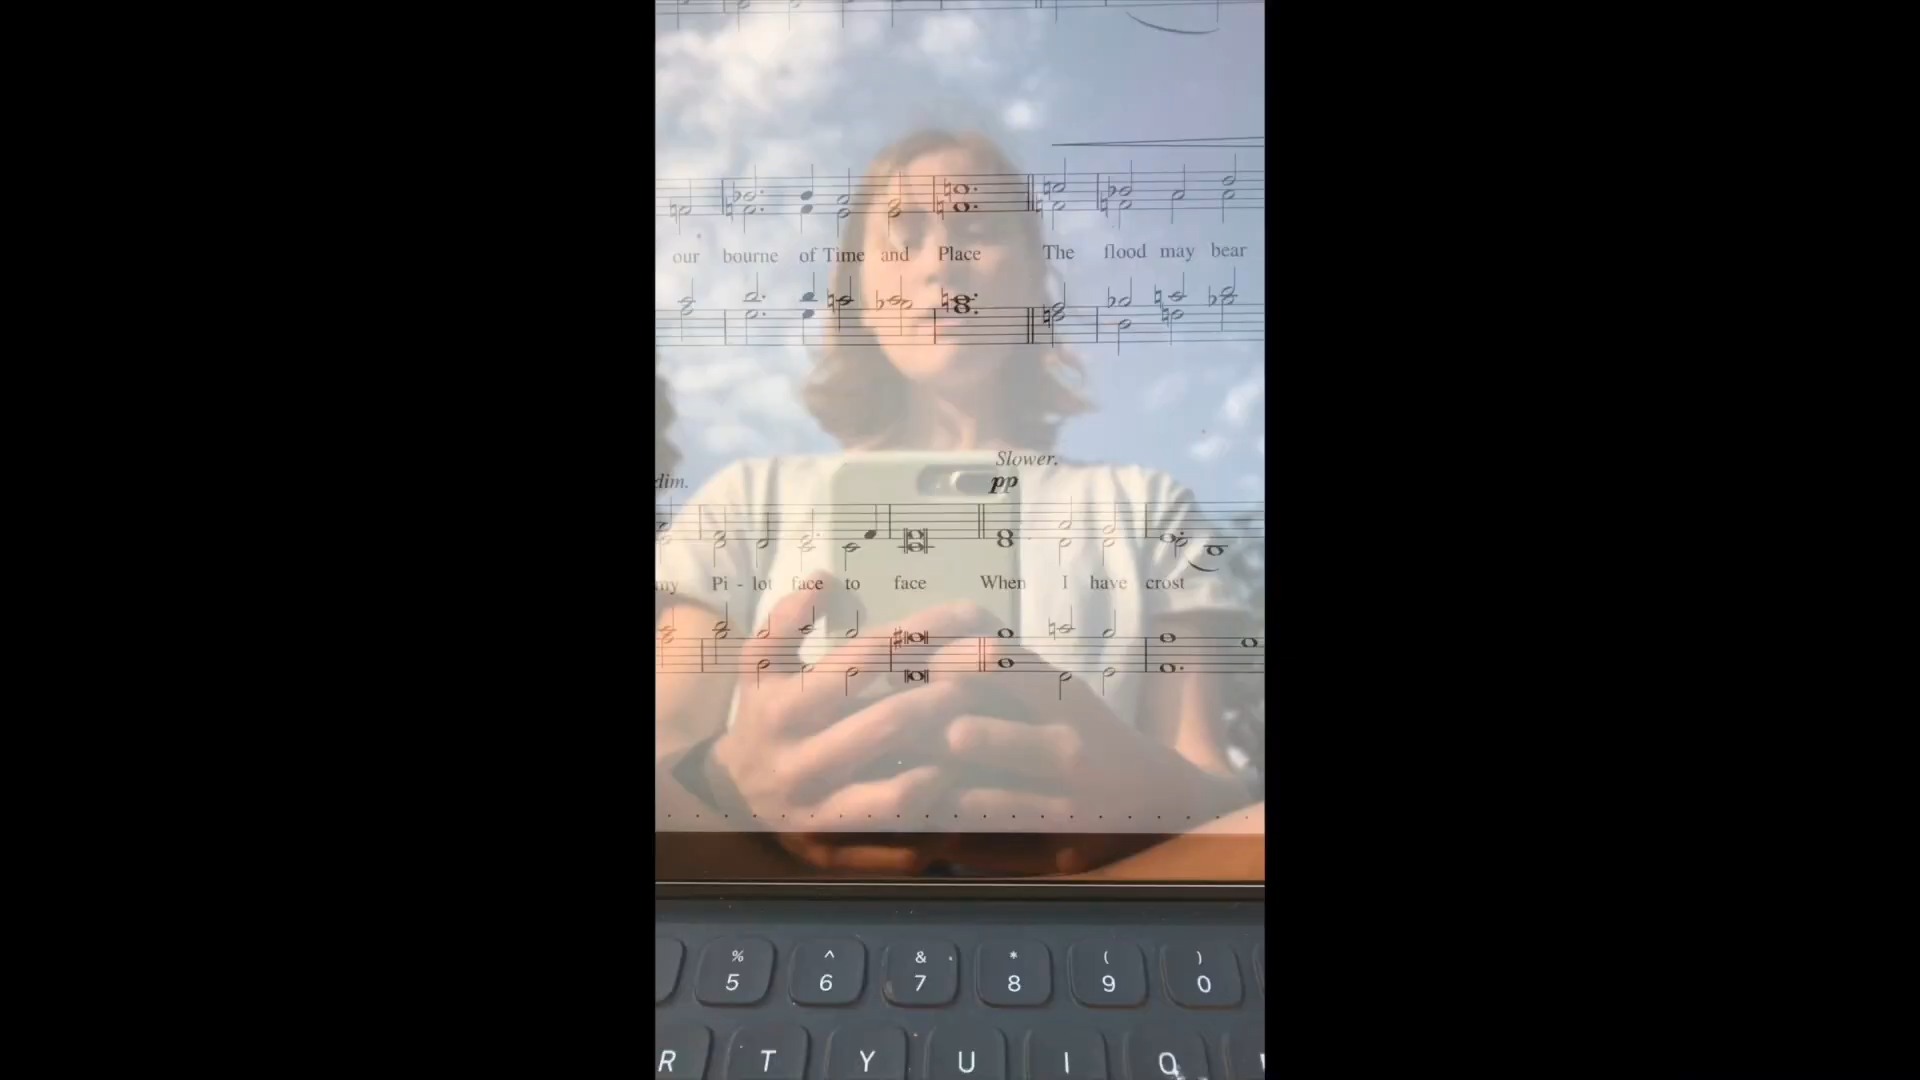 our bourne of Time and Place The flood may bear
Slower.
dim.
pp
my Pi - lot face to face When I have crost
% ^ & * ( )
5 6 7 8 9 0
R T Y U I O